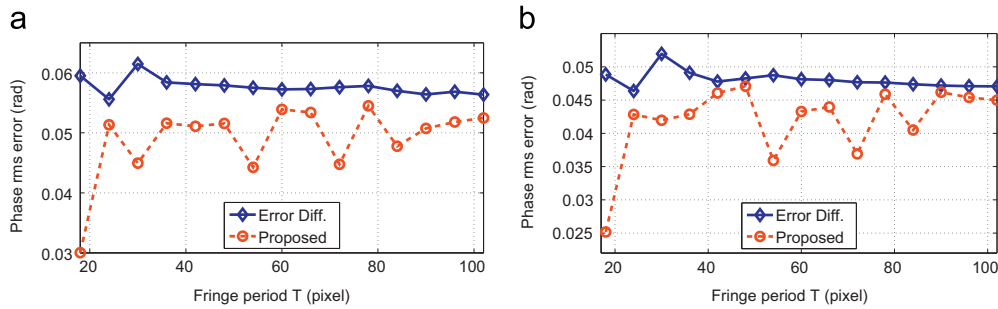 a
Phase rms error (rad)
0.06
0.05
0.04
0.03
20
40
60
80
100
Fringe period T (pixel)
Error Diff.
Proposed
b
Phase rms error (rad)
0.05
0.045
0.04
0.035
0.03
0.025
20
40
60
80
100
Fringe period T (pixel)
Error Diff.
Proposed